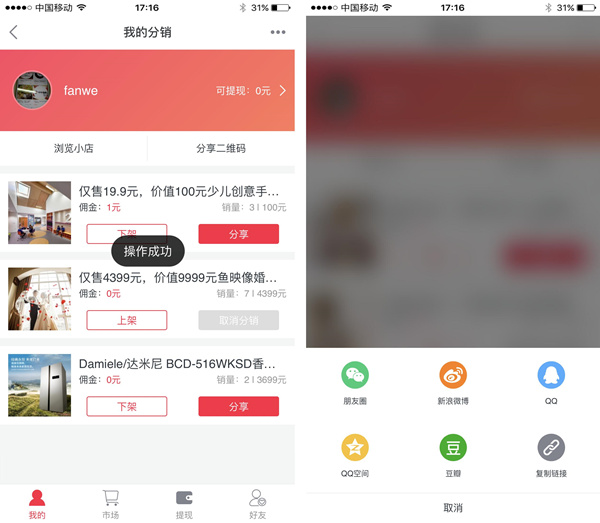 中国移动 17:16 31%
我的分销
fanwe 可提现：0元
浏览小店 分享二维码
仅售19.9元，价值100元少儿创意手…
佣金：1元 销量：3 | 100元
下架 分享
操作成功
仅售4399元，价值9999元鱼映像婚…
佣金：0元 销量：7 | 4399元
上架 取消分销
Damiele/达米尼 BCD-516WKSD香…
佣金：0元 销量：2 | 3699元
下架 分享
我的 市场 提现 好友
中国移动 17:16 31%
朋友圈 新浪微博 QQ
豆
QQ空间 豆瓣 复制链接
取消